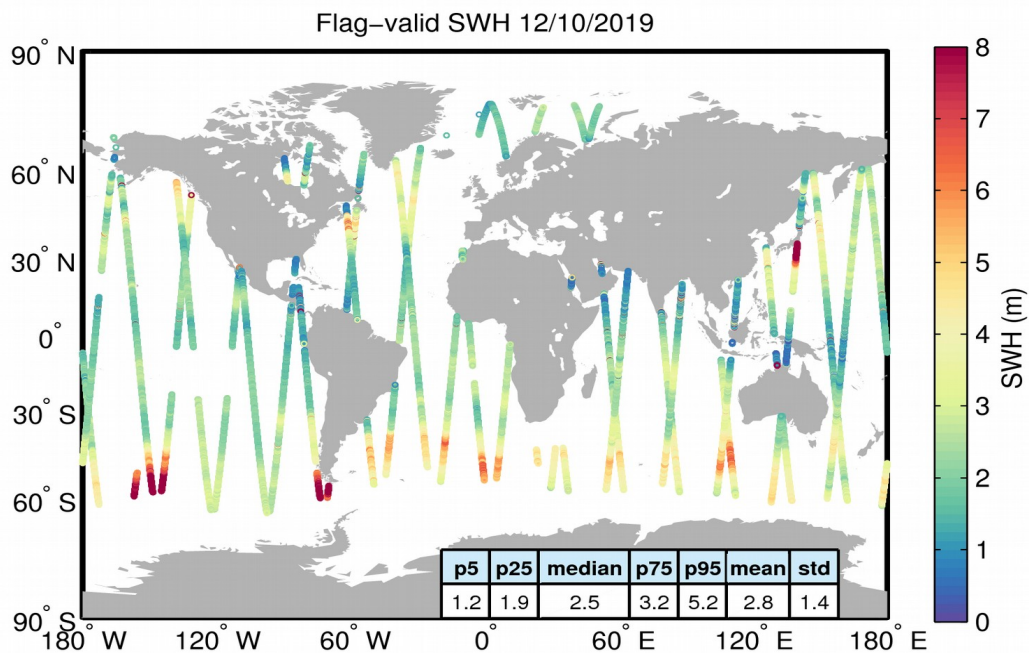 Flag−valid SWH 12/10/2019
90° N
60° N
30° N
0°
30° S
60° S
90° S
180° W
120° W
60° W
0°
60° E
120° E
180° E
p5 p25 median p75 p95 mean std
1.2 1.9 2.5 3.2 5.2 2.8 1.4
8
7
6
5
4
3
2
1
0
SWH (m)